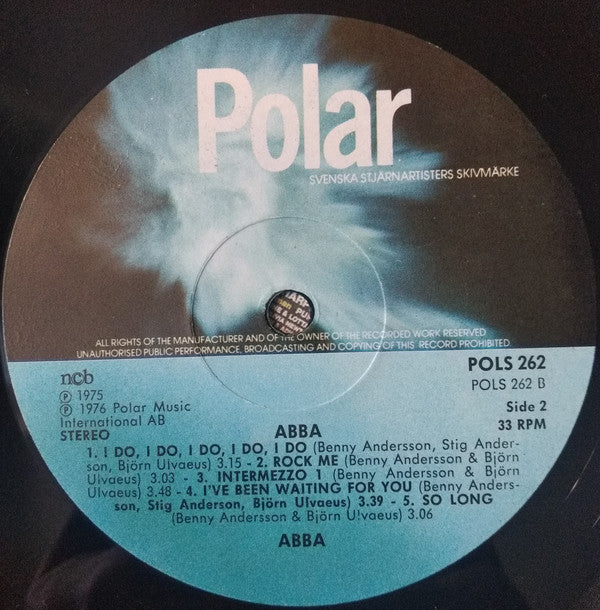 Polar
SVENSKA STJÄRNARTISTERS SKIVMÄRKE
ALL RIGHTS OF THE MANUFACTURER AND OF THE OWNER OF THE RECORDED WORK RESERVED
UNAUTHORISED PUBLIC PERFORMANCE, BROADCASTING AND COPYING OF THIS RECORD PROHIBITED
ncb
Ⓟ 1975
Ⓟ 1976 Polar Music
International AB
STEREO
POLS 262
POLS 262 B
Side 2
33 RPM
ABBA
1. I DO, I DO, I DO, I DO, I DO (Benny Andersson, Stig Ander-
son, Björn Ulvaeus) 3.15 - 2. ROCK ME (Benny Andersson & Björn
Ulvaeus) 3.03 - 3. INTERMEZZO 1 (Benny Andersson & Björn
Ulvaeus) 3.48 - 4. I'VE BEEN WAITING FOR YOU (Benny Anders-
son, Stig Anderson, Björn Ulvaeus) 3.39 - 5. SO LONG
(Benny Andersson & Björn U!vaeus) 3.06
ABBA